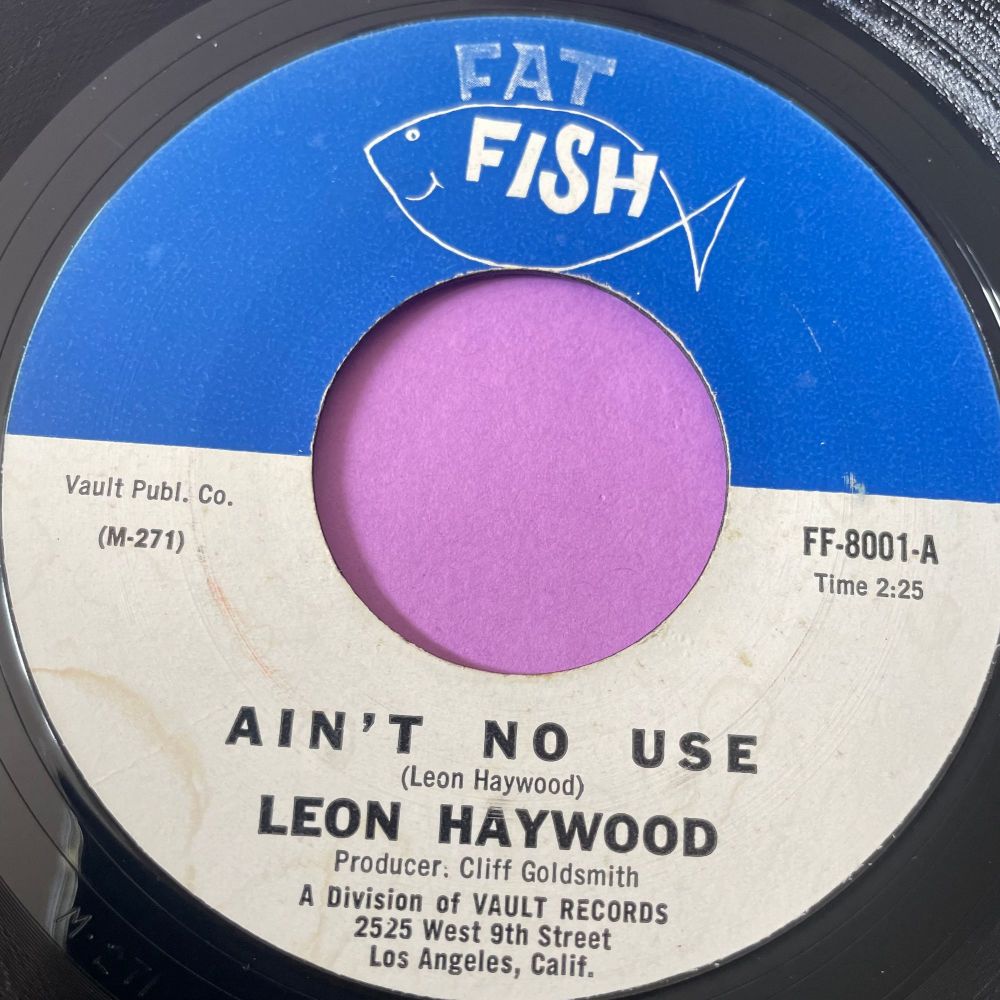 FAT
FISH
Vault Publ. Co.
(M-271)
FF-8001-A
Time 2:25
AIN'T NO USE
(Leon Haywood)
LEON HAYWOOD
Producer: Cliff Goldsmith
A Division of VAULT RECORDS
2525 West 9th Street
Los Angeles, Calif.
M-271